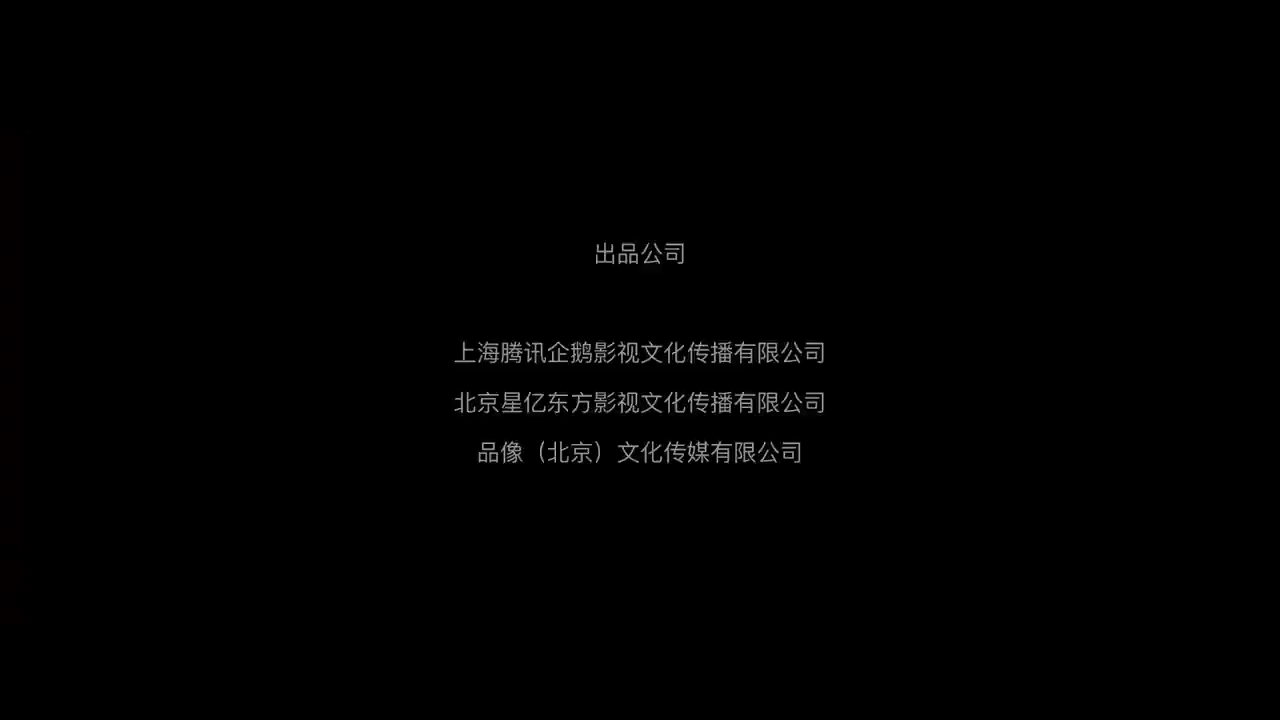 出品公司
上海腾讯企鹅影视文化传播有限公司
北京星亿东方影视文化传播有限公司
品像（北京）文化传媒有限公司